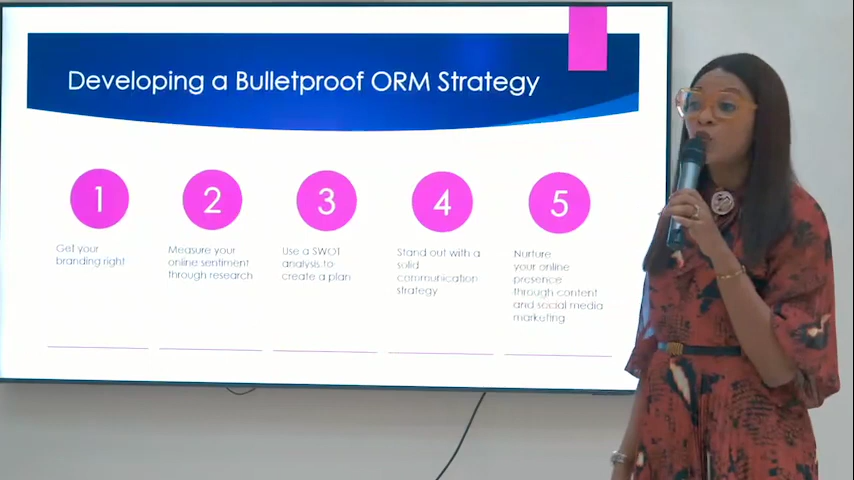 Developing a Bulletproof ORM Strategy
1
2
3
4
5
Get your
branding right
Measure your
online sentiment
through research
Use a SWOT
analysis to
create a plan
Stand out with a
solid
communication
strategy
Nurture
your online
presence
through content
and social media
marketing